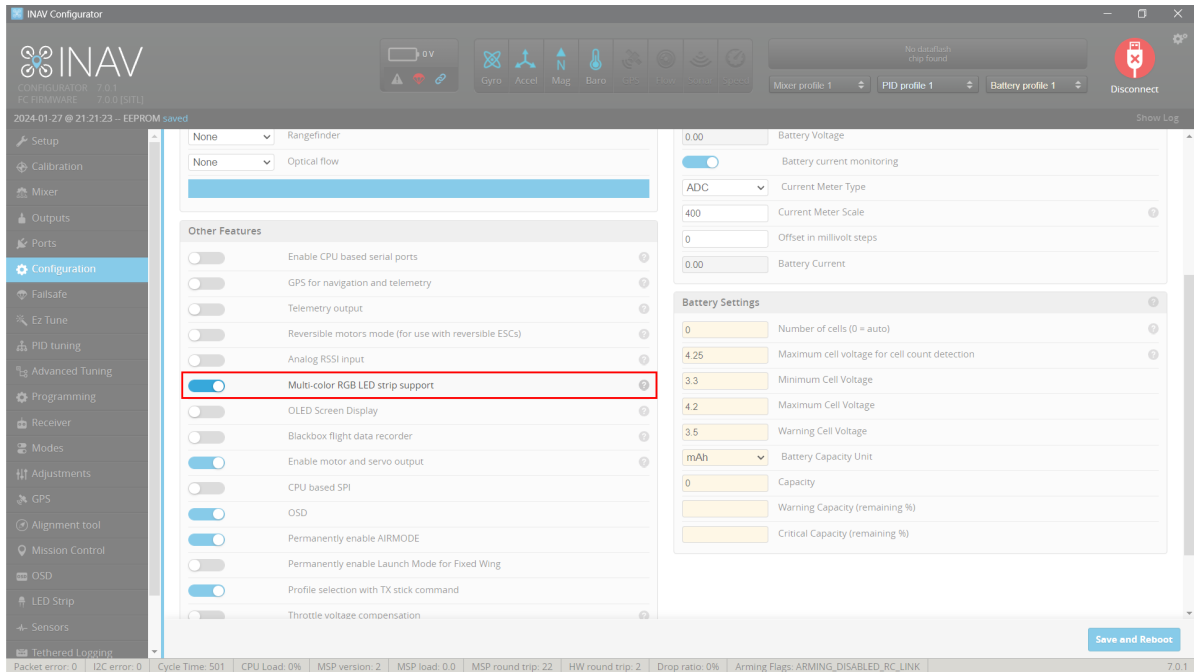 INAV Configurator
INAV
CONFIGURATOR 7.0.1
FC FIRMWARE 7.0.0 [SITL]
0 V
Gyro Accel Mag Baro
No dataflash
chip found
Mixer profile 1 PID profile 1 Battery profile 1
Disconnect
2024-01-27 @ 21:21:23 -- EEPROM saved
Show Log
Setup
Calibration
Mixer
Outputs
Ports
Configuration
Failsafe
Ez Tune
PID tuning
Advanced Tuning
Programming
Receiver
Modes
Adjustments
GPS
Alignment tool
Mission Control
OSD
LED Strip
Sensors
Tethered Logging
None Rangefinder
None Optical flow
Other Features
Enable CPU based serial ports
GPS for navigation and telemetry
Telemetry output
Reversible motors mode (for use with reversible ESCs)
Analog RSSI input
Multi-color RGB LED strip support
OLED Screen Display
Blackbox flight data recorder
Enable motor and servo output
CPU based SPI
OSD
Permanently enable AIRMODE
Permanently enable Launch Mode for Fixed Wing
Profile selection with TX stick command
Throttle voltage compensation
0.00 Battery Voltage
Battery current monitoring
ADC Current Meter Type
400 Current Meter Scale
0 Offset in millivolt steps
0.00 Battery Current
Battery Settings
0 Number of cells (0 = auto)
4.25 Maximum cell voltage for cell count detection
3.3 Minimum Cell Voltage
4.2 Maximum Cell Voltage
3.5 Warning Cell Voltage
mAh Battery Capacity Unit
0 Capacity
Warning Capacity (remaining %)
Critical Capacity (remaining %)
Save and Reboot
Packet error: 0 I2C error: 0 Cycle Time: 501 CPU Load: 0% MSP version: 2 MSP load: 0.0 MSP round trip: 22 HW round trip: 2 Drop ratio: 0% Arming Flags: ARMING_DISABLED_RC_LINK 7.0.1